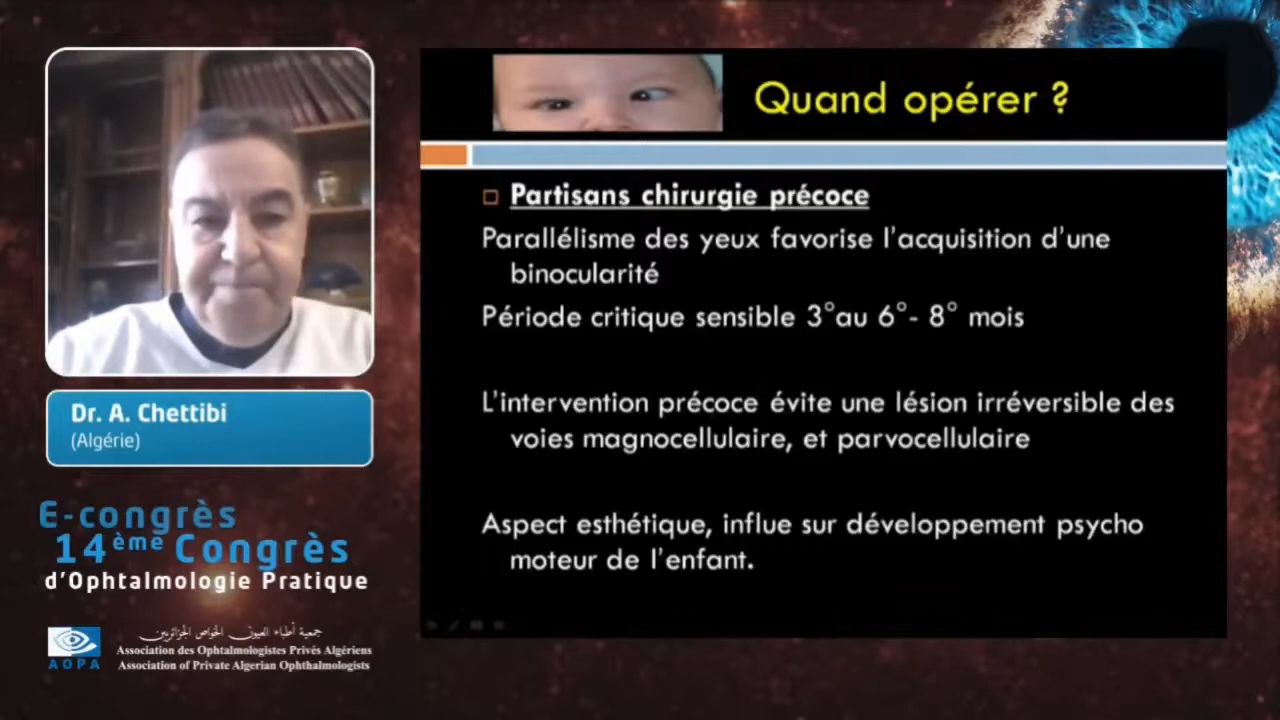 Quand opérer ?
Partisans chirurgie précoce
Parallélisme des yeux favorise l'acquisition d'une
binocularité
Période critique sensible 3°au 6°- 8° mois
L'intervention précoce évite une lésion irréversible des
voies magnocellulaire, et parvocellulaire
Aspect esthétique, influe sur développement psycho
moteur de l'enfant.
Dr. A. Chettibi
(Algérie)
E-congrès
14ème Congrès
d'Ophtalmologie Pratique
جمعية أطباء العيون الخواص الجزائريين
Association des Ophtalmologistes Privés Algériens
Association of Private Algerian Ophthalmologists
AOPA